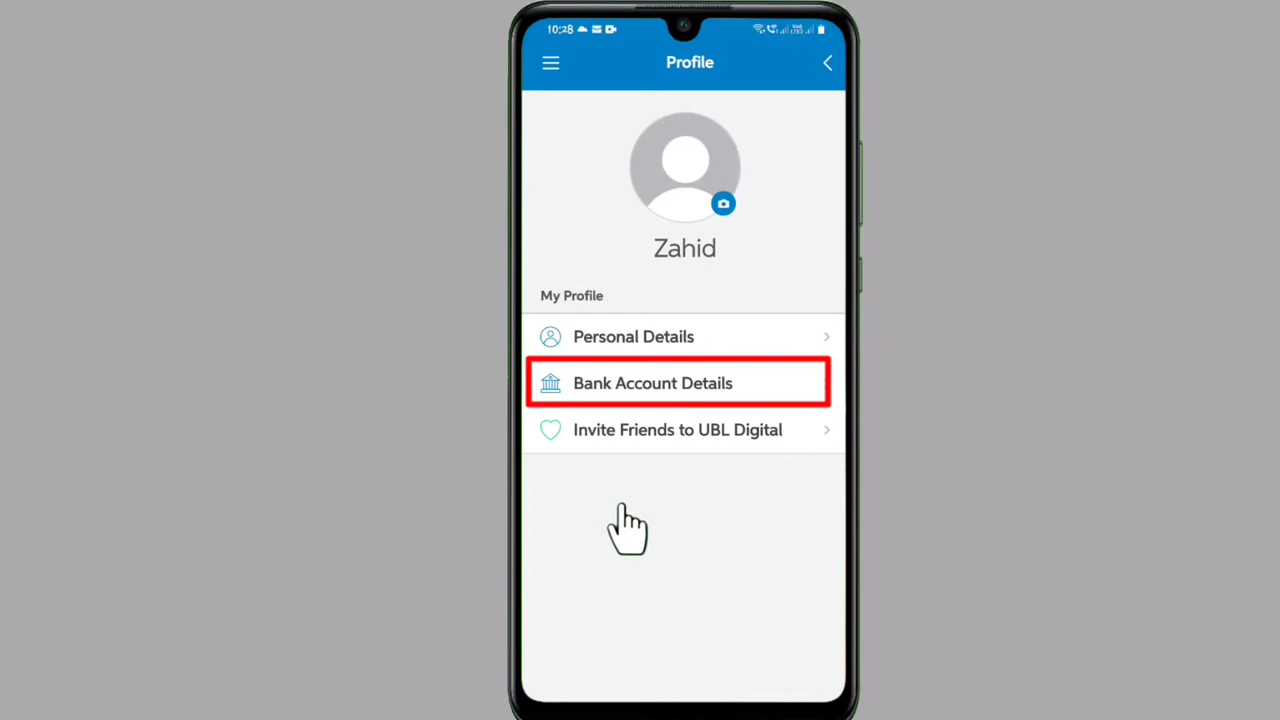 10:28
Profile
Zahid
My Profile
Personal Details
Bank Account Details
Invite Friends to UBL Digital